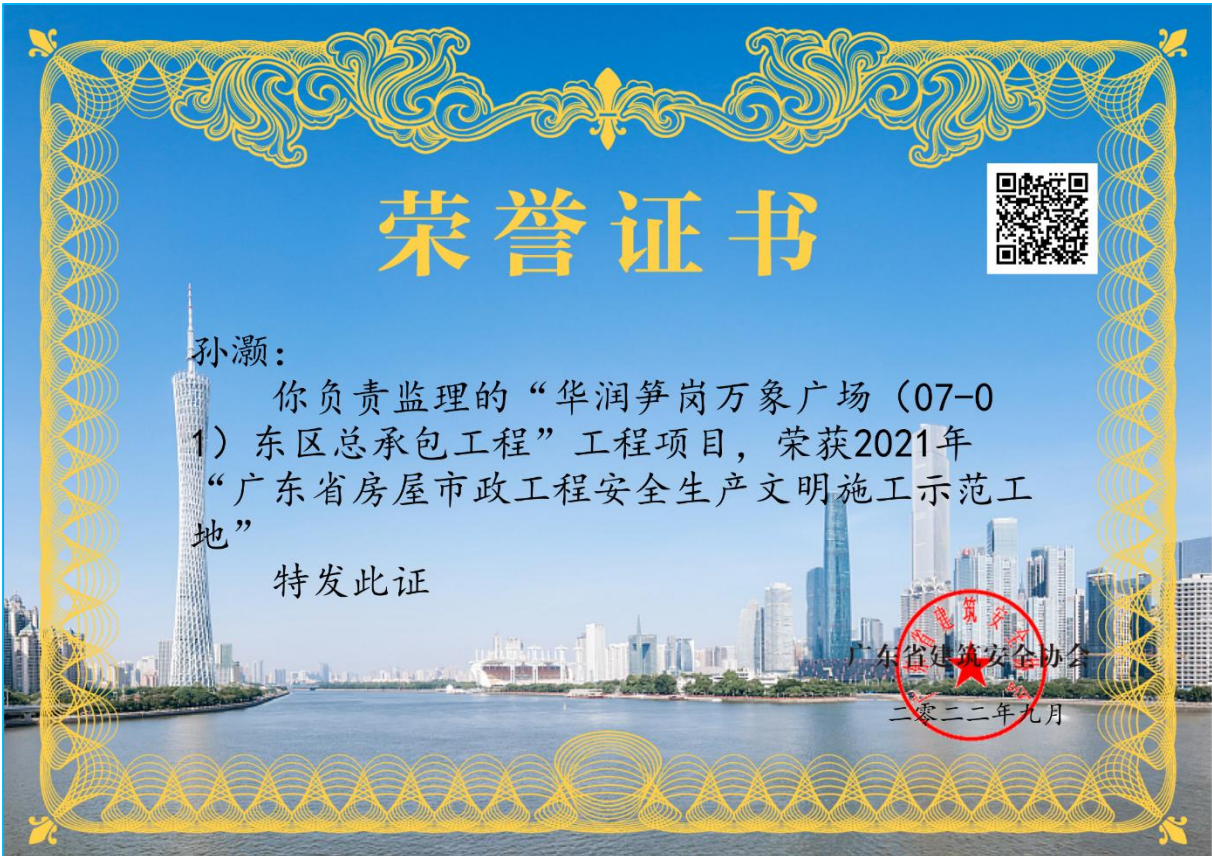 荣誉证书
孙灏：
你负责监理的“华润笋岗万象广场（07-0
1）东区总承包工程”工程项目，荣获2021年
“广东省房屋市政工程安全生产文明施工示范工
地”
特发此证
广东省建筑安全协会
二零二二年九月